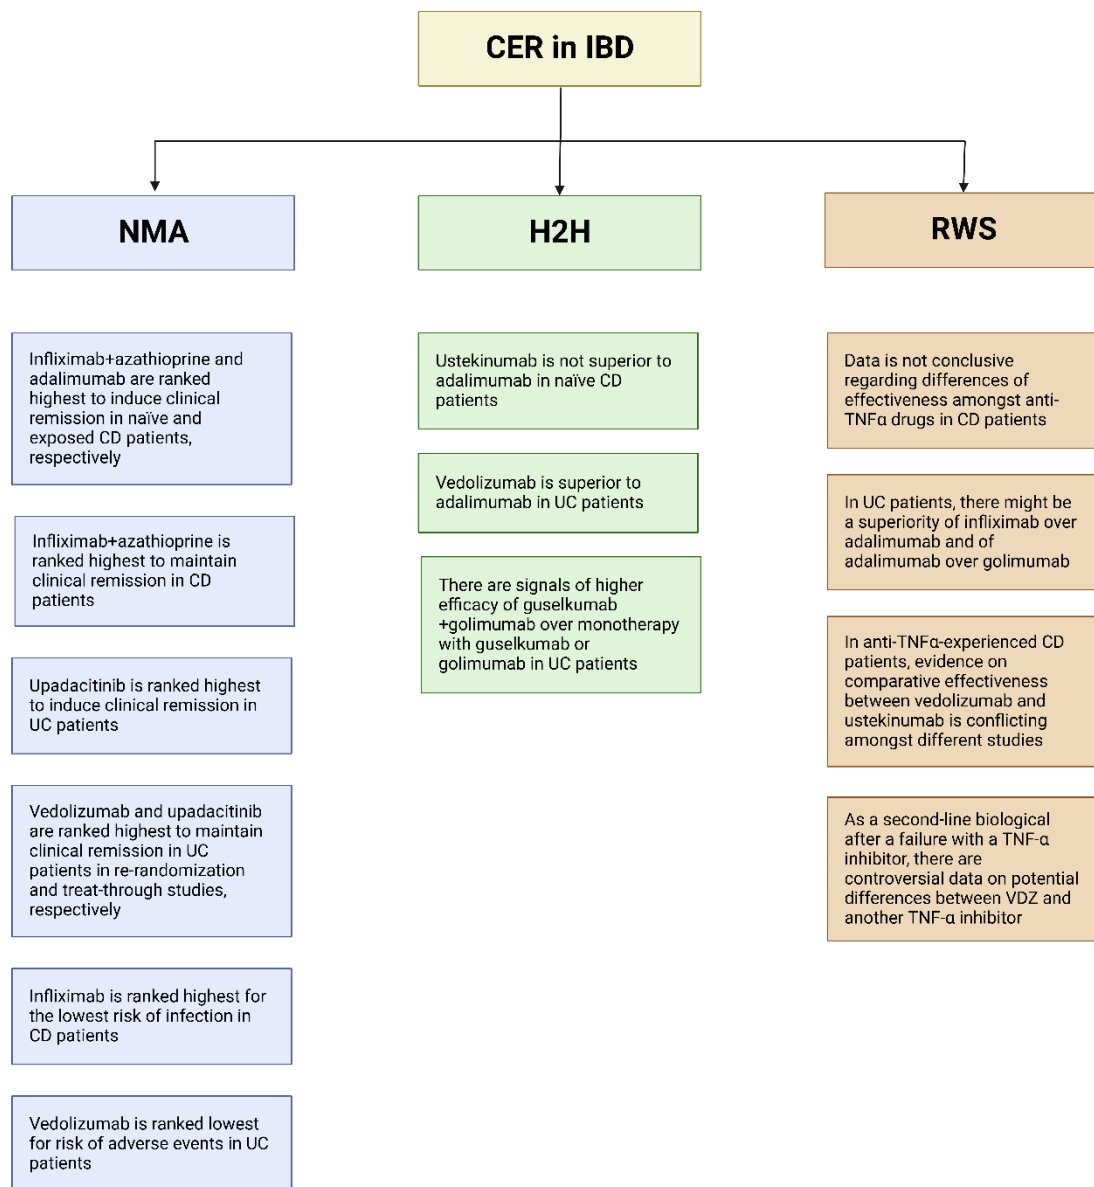 CER in IBD
NMA
Infliximab+azathioprine and
adalimumab are ranked
highest to induce clinical
remission in naïve and
exposed CD patients,
respectively
Infliximab+azathioprine is
ranked highest to maintain
clinical remission in CD
patients
Upadacitinib is ranked highest
to induce clinical remission in
UC patients
Vedolizumab and upadacitinib
are ranked highest to maintain
clinical remission in UC
patients in re-randomization
and treat-through studies,
respectively
Infliximab is ranked highest for
the lowest risk of infection in
CD patients
Vedolizumab is ranked lowest
for risk of adverse events in UC
patients
H2H
Ustekinumab is not superior to
adalimumab in naïve CD
patients
Vedolizumab is superior to
adalimumab in UC patients
There are signals of higher
efficacy of guselkumab
+golimumab over monotherapy
with guselkumab or
golimumab in UC patients
RWS
Data is not conclusive
regarding differences of
effectiveness amongst anti-
TNFα drugs in CD patients
In UC patients, there might be
a superiority of infliximab over
adalimumab and of
adalimumab over golimumab
In anti-TNFα-experienced CD
patients, evidence on
comparative effectiveness
between vedolizumab and
ustekinumab is conflicting
amongst different studies
As a second-line biological
after a failure with a TNF-α
inhibitor, there are
controversial data on potential
differences between VDZ and
another TNF-α inhibitor